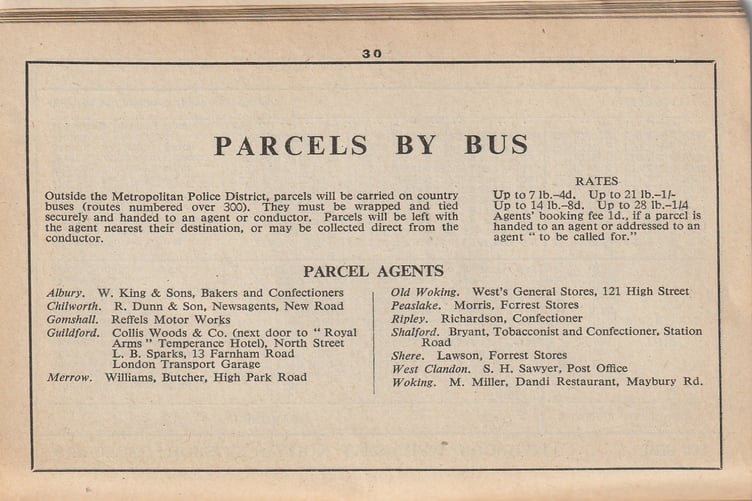 30
PARCELS BY BUS
Outside the Metropolitan Police District, parcels will be carried on country
buses (routes numbered over 300). They must be wrapped and tied
securely and handed to an agent or conductor. Parcels will be left with
the agent nearest their destination, or may be collected direct from the
conductor.
RATES
Up to 7 lb.-4d. Up to 21 lb.-1/-
Up to 14 lb.-8d. Up to 28 lb.-1/4
Agents' booking fee 1d., if a parcel is
handed to an agent or addressed to an
agent " to be called for."
PARCEL AGENTS
Albury. W. King & Sons, Bakers and Confectioners
Chilworth. R. Dunn & Son, Newsagents, New Road
Gomshall. Reffels Motor Works
Guildford. Collis Woods & Co. (next door to " Royal
Arms " Temperance Hotel), North Street
L. B. Sparks, 13 Farnham Road
London Transport Garage
Merrow. Williams, Butcher, High Park Road
Old Woking. West's General Stores, 121 High Street
Peaslake. Morris, Forrest Stores
Ripley. Richardson, Confectioner
Shalford. Bryant, Tobacconist and Confectioner, Station
Road
Shere. Lawson, Forrest Stores
West Clandon. S. H. Sawyer, Post Office
Woking. M. Miller, Dandi Restaurant, Maybury Rd.